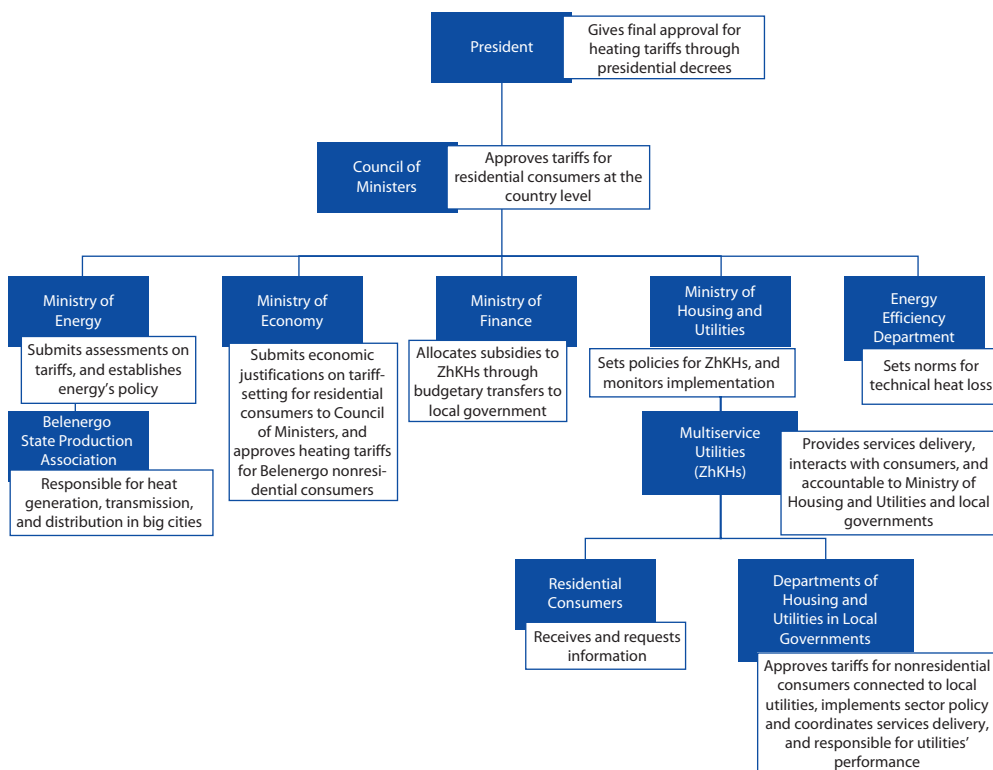 President
Gives final approval for
heating tariffs through
presidential decrees
Council of
Ministers
Approves tariffs for
residential consumers at the
country level
Ministry of
Energy
Submits assessments on
tariffs, and establishes
energy's policy
Belenergo
State Production
Association
Responsible for heat
generation, transmission,
and distribution in big cities
Ministry of
Economy
Submits economic
justifications on tariff-
setting for residential
consumers to Council
of Ministers, and
approves heating tariffs
for Belenergo nonresi-
dential consumers
Ministry of
Finance
Allocates subsidies to
ZhKHs through
budgetary transfers to
local government
Ministry of
Housing and
Utilities
Sets policies for ZhKHs, and
monitors implementation
Energy
Efficiency
Department
Sets norms for
technical heat loss
Multiservice
Utilities
(ZhKHs)
Provides services delivery,
interacts with consumers, and
accountable to Ministry of
Housing and Utilities and local
governments
Residential
Consumers
Receives and requests
information
Departments of
Housing and
Utilities in Local
Governments
Approves tariffs for nonresidential
consumers connected to local
utilities, implements sector policy
and coordinates services delivery,
and responsible for utilities'
performance